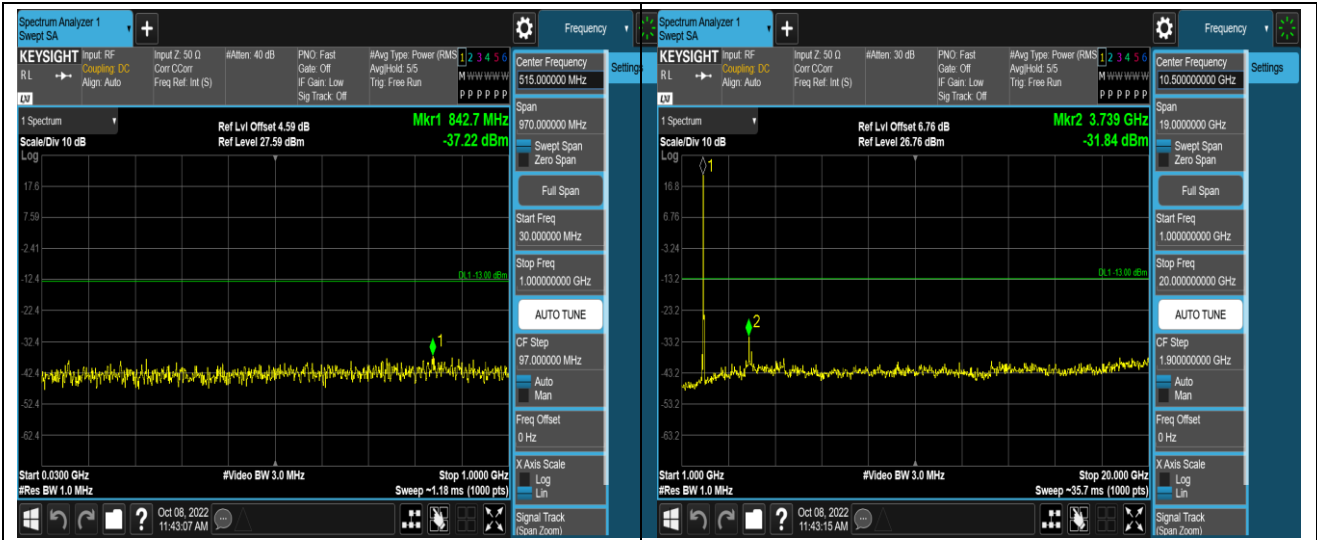 Spectrum Analyzer 1
Swept SA
+
Frequency
KEYSIGHT
Input: RF
Input Z: 50 Ω
#Atten: 40 dB
PNO: Fast
#Avg Type: Power (RMS
1 2 3 4 5 6
RL
Coupling: DC
Corr CCorr
Gate: Off
Avg|Hold: 5/5
M W W W W W
Align: Auto
Freq Ref: Int (S)
IF Gain: Low
Trig: Free Run
P P P P P P
LXI
Sig Track: Off
1 Spectrum
Ref Lvl Offset 4.59 dB
Mkr1 842.7 MHz
Scale/Div 10 dB
Ref Level 27.59 dBm
-37.22 dBm
Log
17.6
7.59
-2.41
-12.4
-22.4
-32.4
-42.4
-52.4
-62.4
DL1 -13.00 dBm
1
Start 0.0300 GHz
#Video BW 3.0 MHz
Stop 1.0000 GHz
#Res BW 1.0 MHz
Sweep ~1.18 ms (1000 pts)
Center Frequency
515.000000 MHz
Settings
Span
970.000000 MHz
Swept Span
Zero Span
Full Span
Start Freq
30.000000 MHz
Stop Freq
1.000000000 GHz
AUTO TUNE
CF Step
97.000000 MHz
Auto
Man
Freq Offset
0 Hz
X Axis Scale
Log
Lin
Signal Track
(Span Zoom)
?
Oct 08, 2022
11:43:07 AM
Spectrum Analyzer 1
Swept SA
+
Frequency
KEYSIGHT
Input: RF
Input Z: 50 Ω
#Atten: 30 dB
PNO: Fast
#Avg Type: Power (RMS
1 2 3 4 5 6
RL
Coupling: DC
Corr CCorr
Gate: Off
Avg|Hold: 5/5
M W W W W W
Align: Auto
Freq Ref: Int (S)
IF Gain: Low
Trig: Free Run
P P P P P P
LXI
Sig Track: Off
1 Spectrum
Ref Lvl Offset 6.76 dB
Mkr2 3.739 GHz
Scale/Div 10 dB
Ref Level 26.76 dBm
-31.84 dBm
Log
1
16.8
6.76
-3.24
-13.2
-23.2
-33.2
-43.2
-53.2
-63.2
DL1 -13.00 dBm
2
Start 1.000 GHz
#Video BW 3.0 MHz
Stop 20.000 GHz
#Res BW 1.0 MHz
Sweep ~35.7 ms (1000 pts)
Center Frequency
10.500000000 GHz
Settings
Span
19.0000000 GHz
Swept Span
Zero Span
Full Span
Start Freq
1.000000000 GHz
Stop Freq
20.000000000 GHz
AUTO TUNE
CF Step
1.900000000 GHz
Auto
Man
Freq Offset
0 Hz
X Axis Scale
Log
Lin
Signal Track
(Span Zoom)
?
Oct 08, 2022
11:43:15 AM